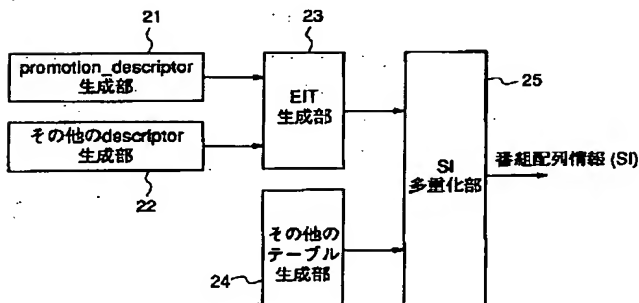 21
23
promotion_descriptor
生成部
その他のdescriptor
生成部
22
EIT
生成部
25
SI
多重化部
番組配列情報 (SI)
その他の
テーブル
生成部
24